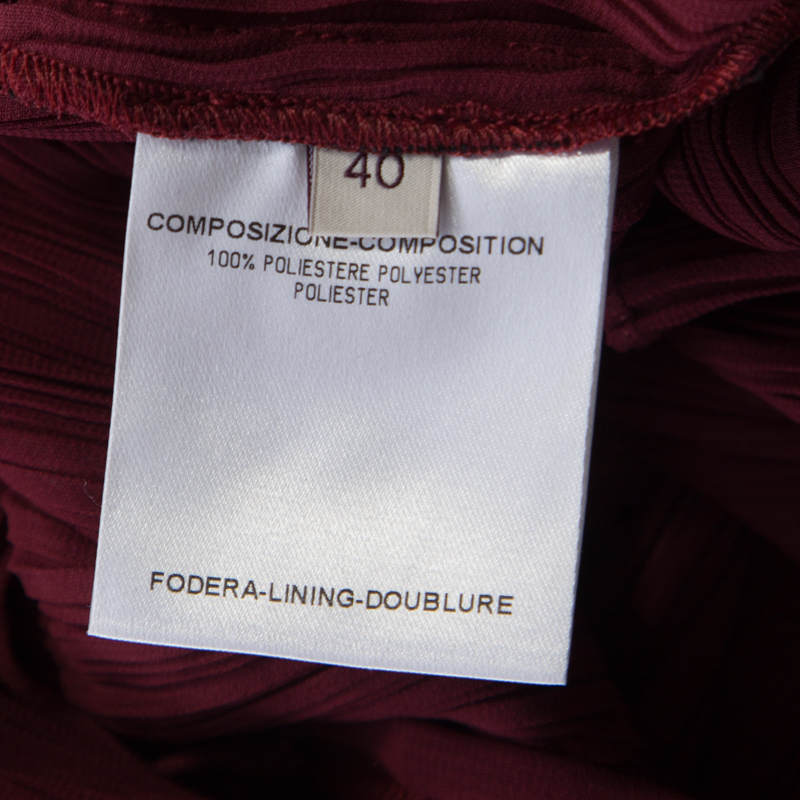 40
COMPOSIZIONE-COMPOSITION
100% POLIESTERE POLYESTER
POLIESTER
FODERA-LINING-DOUBLURE